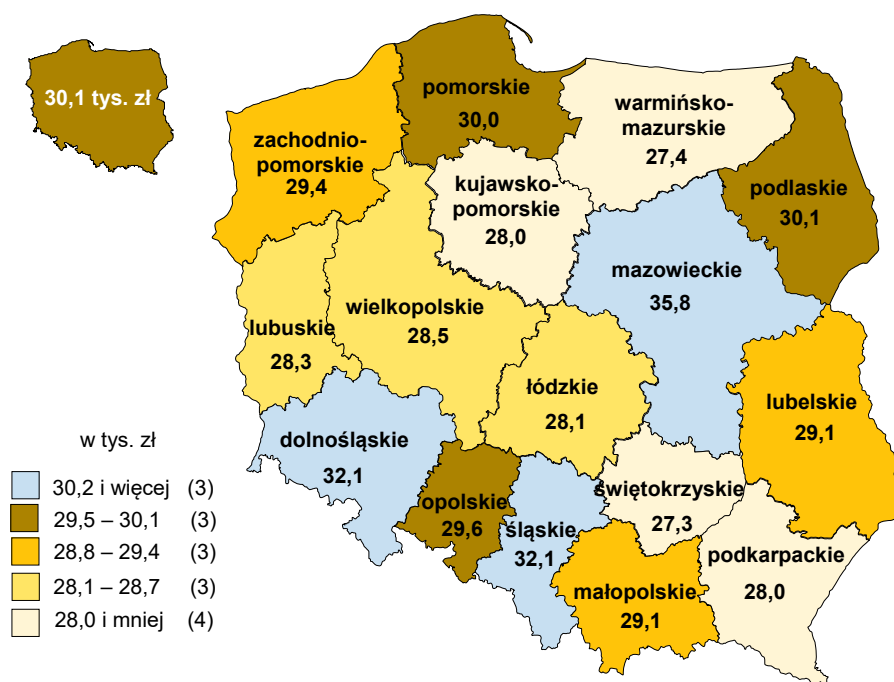 30,1 tys. zł
pomorskie
30,0
warmińsko-
mazurskie
27,4
zachodnio-
pomorskie
29,4
kujawsko-
pomorskie
28,0
podlaskie
30,1
mazowieckie
35,8
wielkopolskie
28,5
lubuskie
28,3
łódzkie
28,1
lubelskie
29,1
dolnośląskie
32,1
opolskie
29,6
śląskie
32,1
świętokrzyskie
27,3
podkarpackie
28,0
małopolskie
29,1
w tys. zł
30,2 i więcej (3)
29,5 – 30,1 (3)
28,8 – 29,4 (3)
28,1 – 28,7 (3)
28,0 i mniej (4)